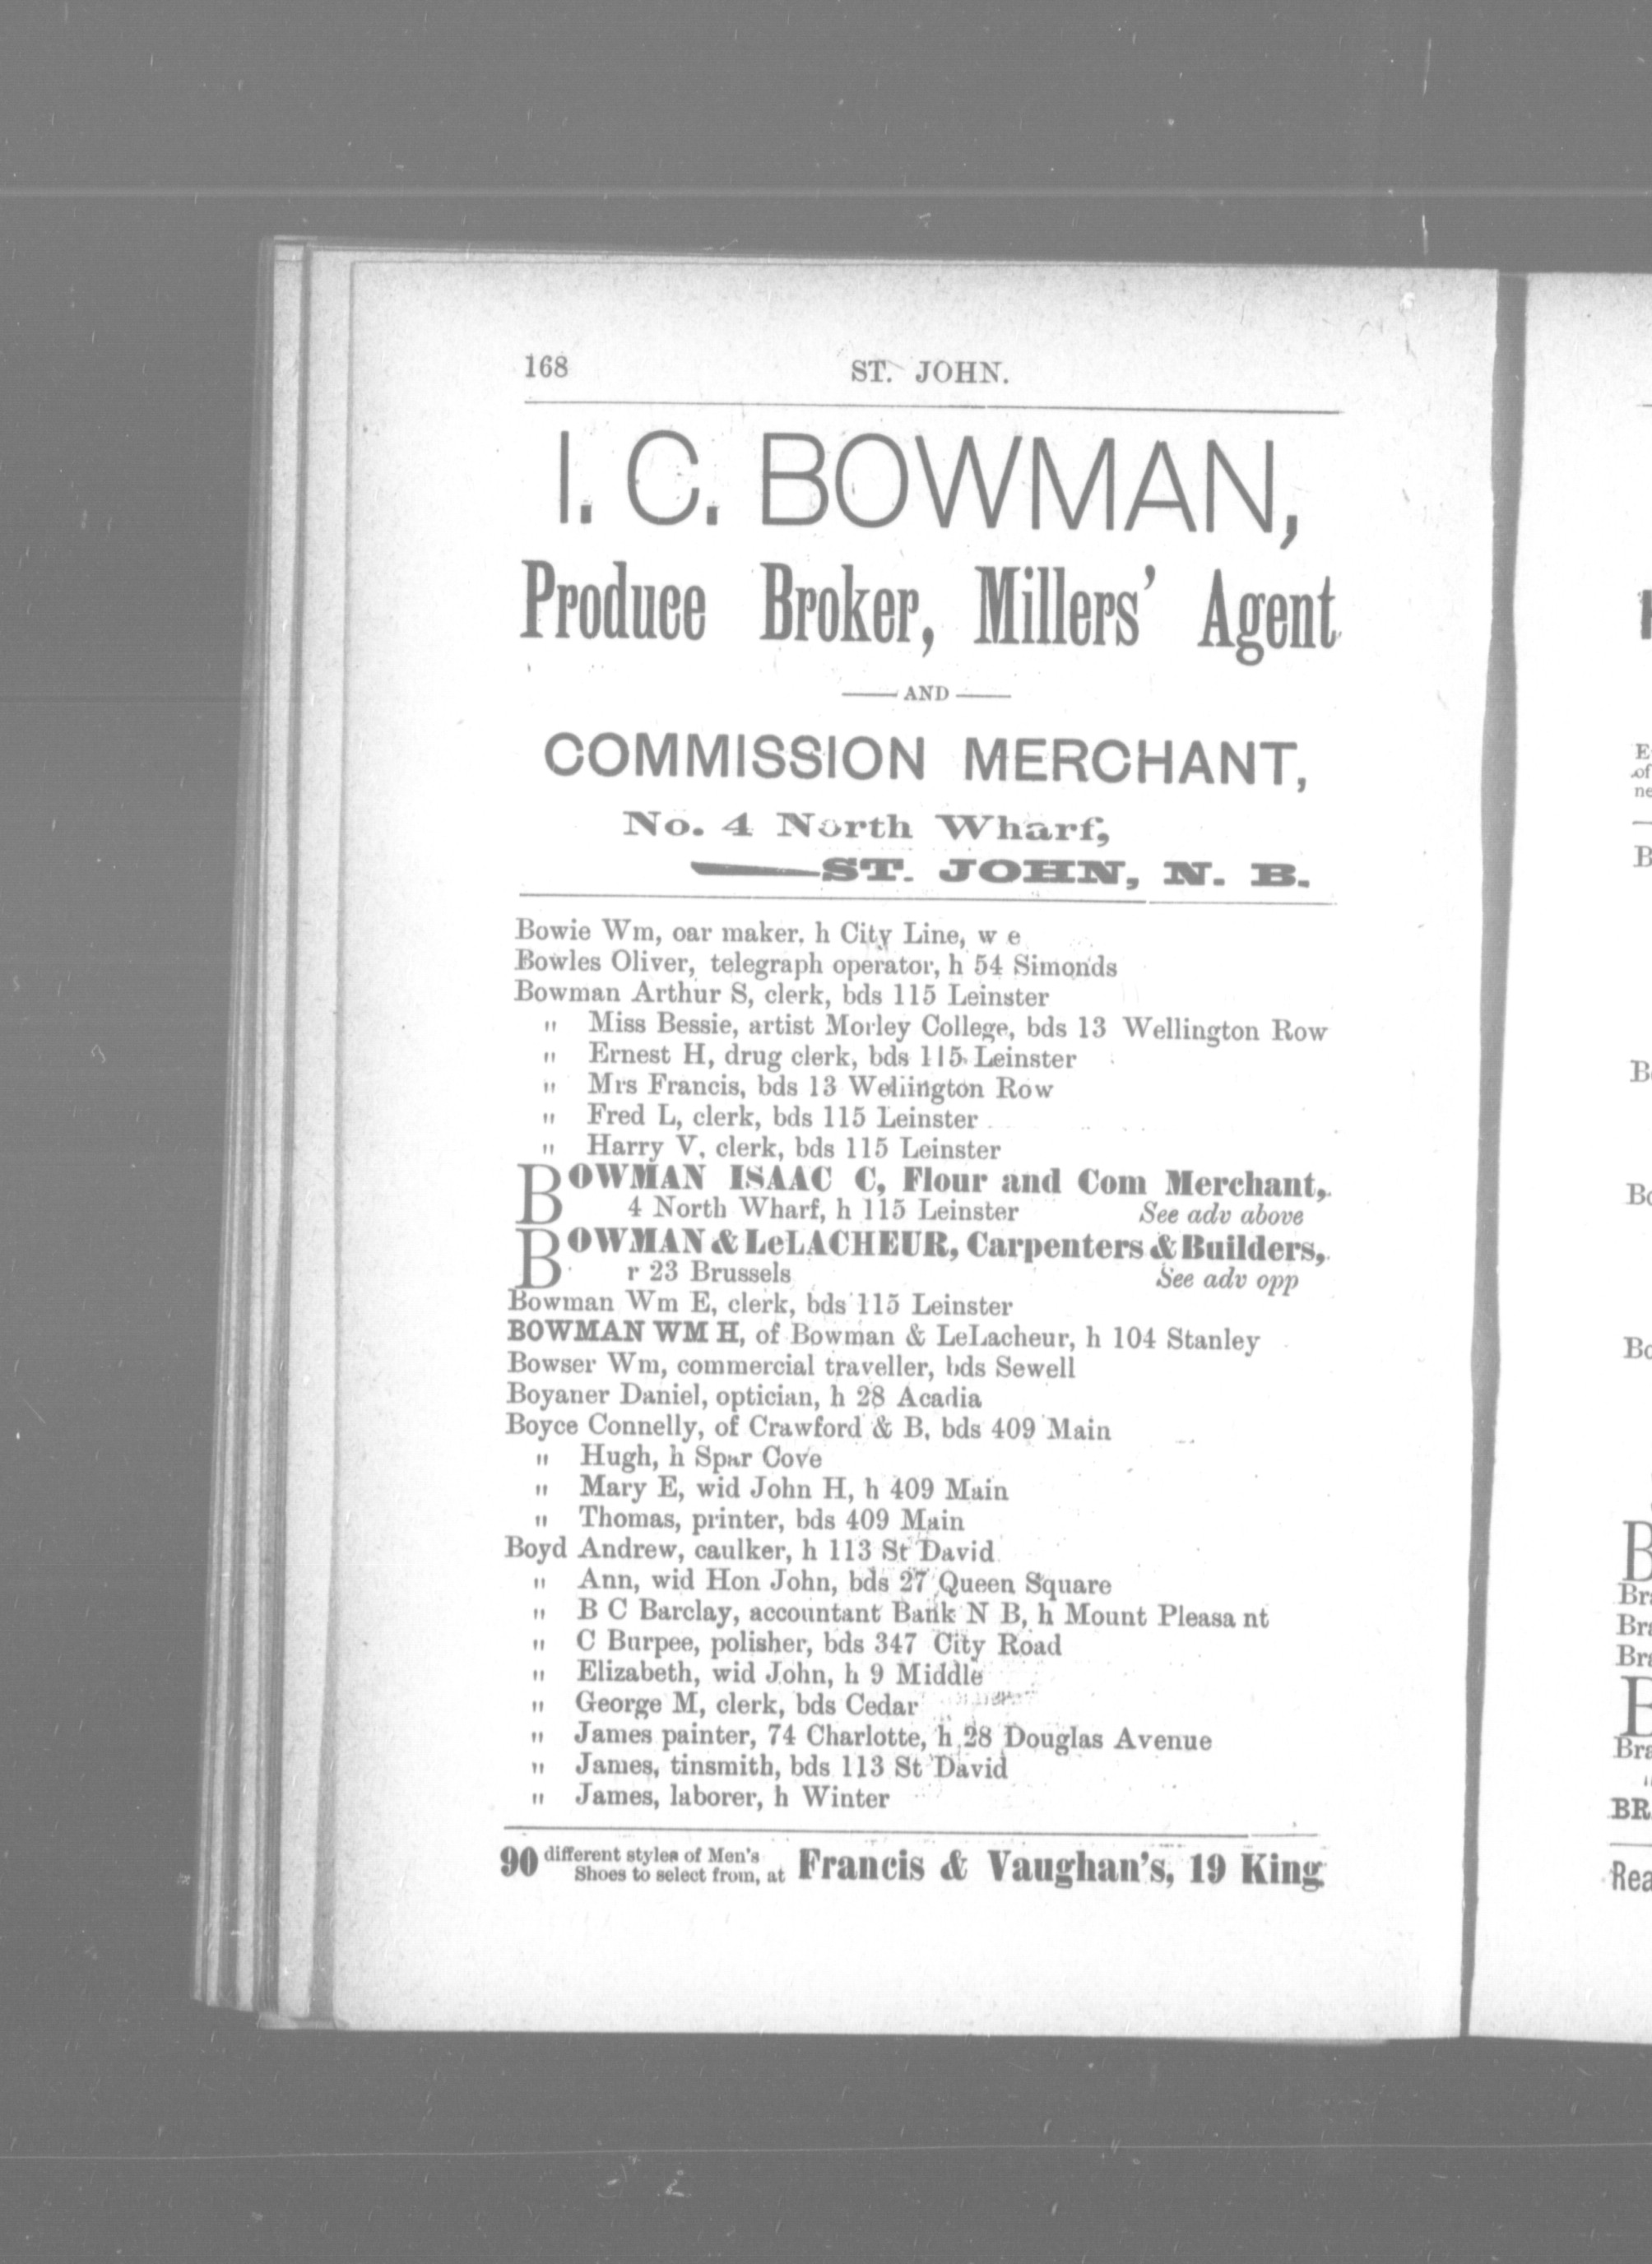 168 ST. JOHN.
I. C. BOWMAN,
Produce Broker, Millers' Agent
AND
COMMISSION MERCHANT,
No. 4 North Wharf,
ST. JOHN, N. B.
Bowie Wm, oar maker, h City Line, w e
Bowles Oliver, telegraph operator, h 54 Simonds
Bowman Arthur S, clerk, bds 115 Leinster
" Miss Bessie, artist Morley College, bds 13 Wellington Row
" Ernest H, drug clerk, bds 115 Leinster
" Mrs Francis, bds 13 Wellington Row
" Fred L, clerk, bds 115 Leinster
" Harry V, clerk, bds 115 Leinster
BOWMAN ISAAC C, Flour and Com Merchant,
4 North Wharf, h 115 Leinster See adv above
BOWMAN & LeLACHEUR, Carpenters & Builders,
r 23 Brussels See adv opp
Bowman Wm E, clerk, bds 115 Leinster
BOWMAN WM H, of Bowman & LeLacheur, h 104 Stanley
Bowser Wm, commercial traveller, bds Sewell
Boyaner Daniel, optician, h 28 Acadia
Boyce Connelly, of Crawford & B, bds 409 Main
" Hugh, h Spar Cove
" Mary E, wid John H, h 409 Main
" Thomas, printer, bds 409 Main
Boyd Andrew, caulker, h 113 St David
" Ann, wid Hon John, bds 27 Queen Square
" B C Barclay, accountant Bank N B, h Mount Pleasa nt
" C Burpee, polisher, bds 347 City Road
" Elizabeth, wid John, h 9 Middle
" George M, clerk, bds Cedar
" James painter, 74 Charlotte, h 28 Douglas Avenue
" James, tinsmith, bds 113 St David
" James, laborer, h Winter
90 different styles of Men's
Shoes to select from, at Francis & Vaughan's, 19 King